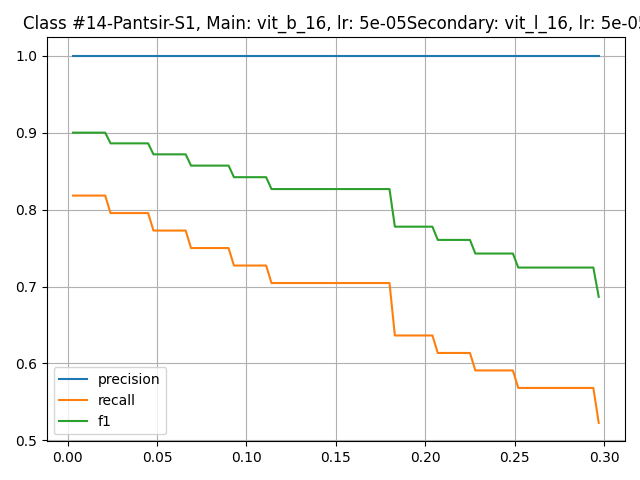 Class #14-Pantsir-S1, Main: vit_b_16, lr: 5e-05Secondary: vit_l_16, lr: 5e-05
1.0
0.9
0.8
0.7
0.6
0.5
precision
recall
f1
0.00 0.05 0.10 0.15 0.20 0.25 0.30